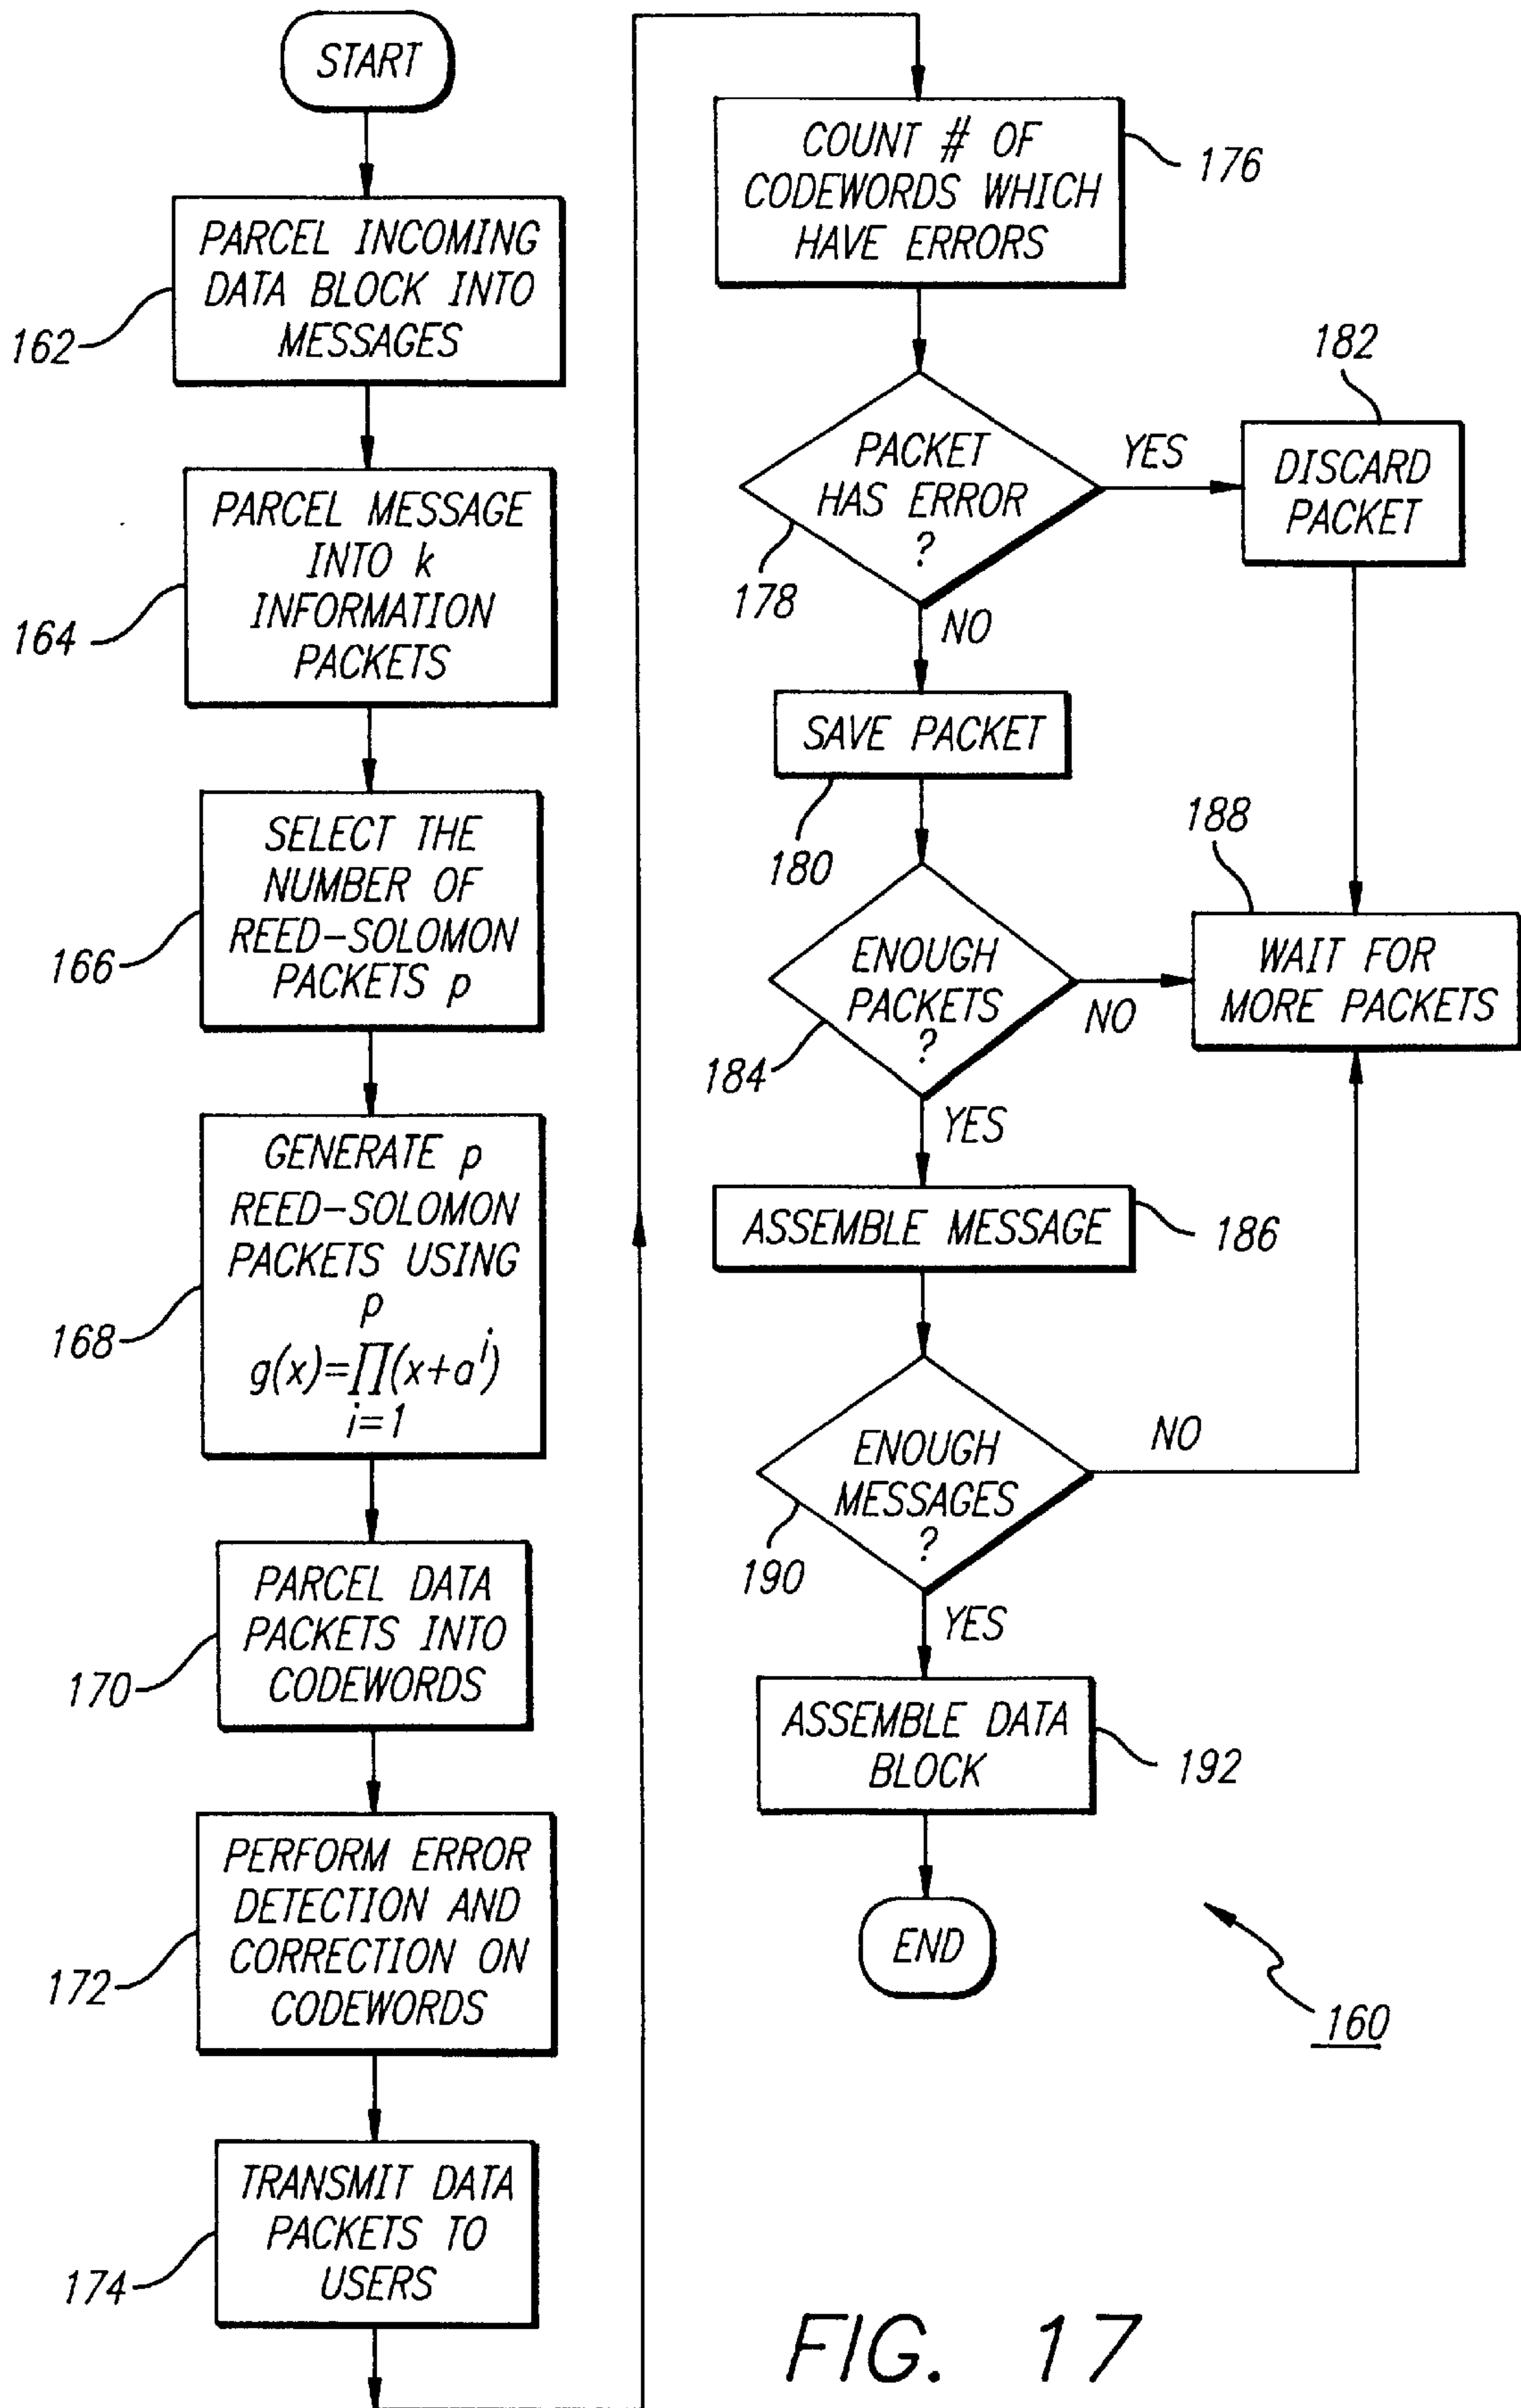 START
PARCEL INCOMING
DATA BLOCK INTO
MESSAGES
162
PARCEL MESSAGE
INTO k
INFORMATION
PACKETS
164
SELECT THE
NUMBER OF
REED-SOLOMON
PACKETS p
166
GENERATE p
REED-SOLOMON
PACKETS USING
p
g(x)=∏(x+a^i)
i=1
168
PARCEL DATA
PACKETS INTO
CODEWORDS
170
PERFORM ERROR
DETECTION AND
CORRECTION ON
CODEWORDS
172
TRANSMIT DATA
PACKETS TO
USERS
174
COUNT # OF
CODEWORDS WHICH
HAVE ERRORS
176
PACKET
HAS ERROR
?
178
YES
182
DISCARD
PACKET
NO
SAVE PACKET
180
188
ENOUGH
PACKETS
?
184
NO
WAIT FOR
MORE PACKETS
YES
ASSEMBLE MESSAGE
186
ENOUGH
MESSAGES
?
190
NO
YES
ASSEMBLE DATA
BLOCK
192
END
160
FIG. 17